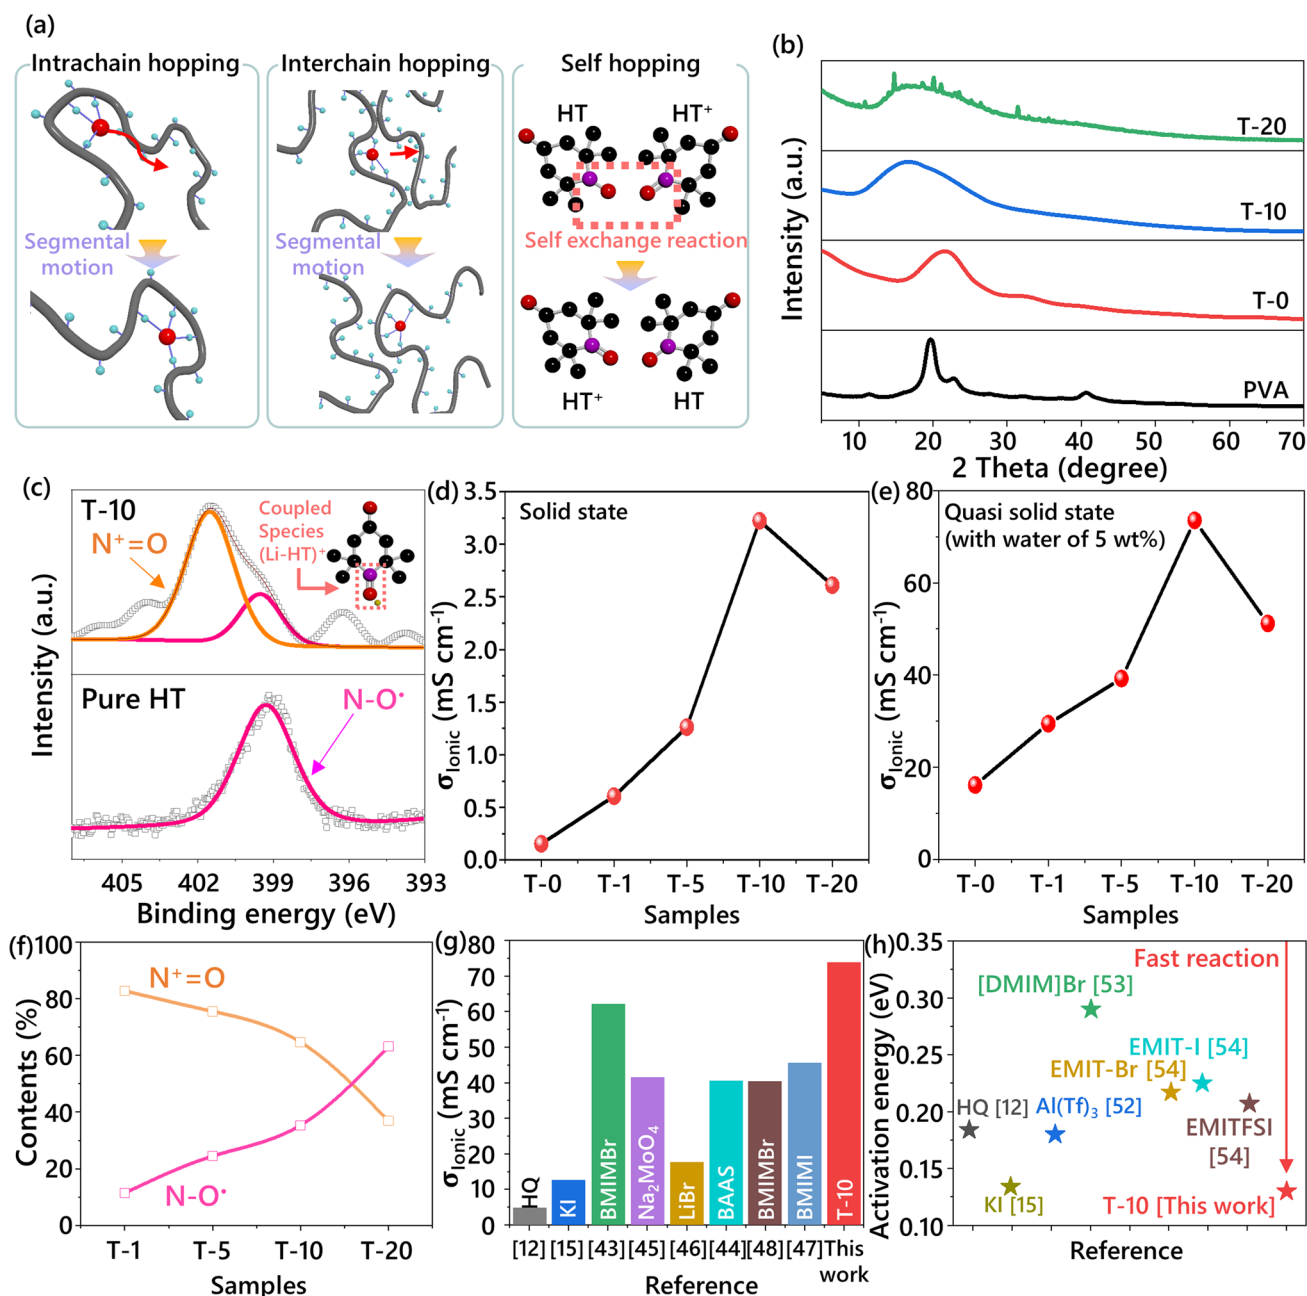 (a)
Intrachain hopping
Interchain hopping
Self hopping
HT
HT⁺
Segmental
motion
Segmental
motion
Self exchange reaction
HT⁺
HT
(b)
Intensity (a.u.)
T-20
T-10
T-0
PVA
10 20 30 40 50 60 70
2 Theta (degree)
(c)
Intensity (a.u.)
T-10
N⁺=O
Coupled
Species
(Li-HT)⁺
Pure HT
N-O•
405 402 399 396 393
Binding energy (eV)
(d)
σIonic (mS cm⁻¹)
3.5
3.0
2.5
2.0
1.5
1.0
0.5
0.0
Solid state
T-0 T-1 T-5 T-10 T-20
Samples
(e)
σIonic (mS cm⁻¹)
80
60
40
20
0
Quasi solid state
(with water of 5 wt%)
T-0 T-1 T-5 T-10 T-20
Samples
(f)
Contents (%)
100
80
60
40
20
0
N⁺=O
N-O•
T-1 T-5 T-10 T-20
Samples
(g)
σIonic (mS cm⁻¹)
80
70
60
50
40
30
20
10
0
HQ
KI
BMIMBr
Na₂MoO₄
LiBr
BAAS
BMIMBr
BMIMI
T-10
[12] [15] [43] [45] [46] [44] [48] [47] This
work
Reference
(h)
Activation energy (eV)
0.35
0.30
0.25
0.20
0.15
0.10
Fast reaction
[DMIM]Br [53]
EMIT-I [54]
EMIT-Br [54]
HQ [12]
Al(Tf)₃ [52]
EMITFSI
[54]
KI [15]
T-10 [This work]
Reference